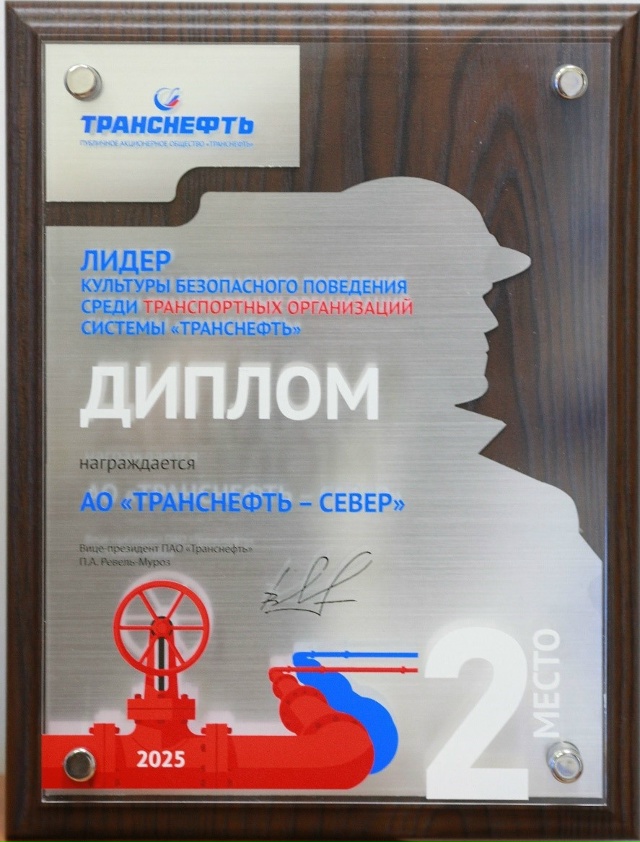 ТРАНСНЕФТЬ
ПУБЛИЧНОЕ АКЦИОНЕРНОЕ ОБЩЕСТВО «ТРАНСНЕФТЬ»
ЛИДЕР
КУЛЬТУРЫ БЕЗОПАСНОГО ПОВЕДЕНИЯ
СРЕДИ ТРАНСПОРТНЫХ ОРГАНИЗАЦИЙ
СИСТЕМЫ «ТРАНСНЕФТЬ»
ДИПЛОМ
награждается
АО «ТРАНСНЕФТЬ – СЕВЕР»
Вице-президент ПАО «Транснефть»
П.А. Ревель-Муроз
2025
2 МЕСТО